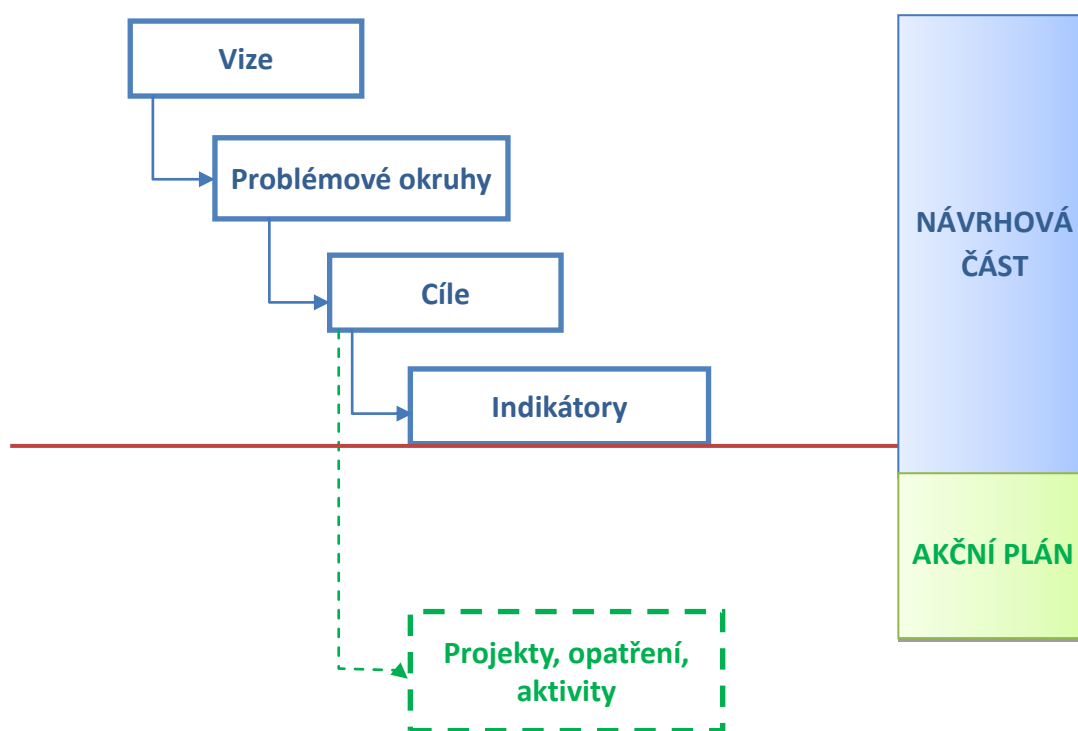 Vize
Problémové okruhy
NÁVRHOVÁ
ČÁST
Cíle
Indikátory
AKČNÍ PLÁN
Projekty, opatření,
aktivity